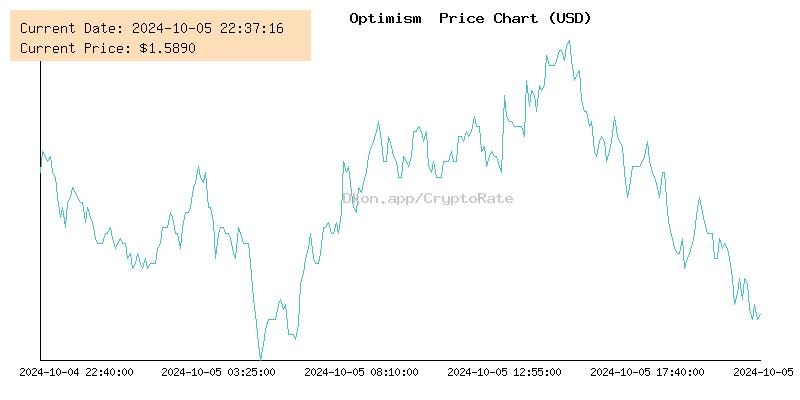 Optimism Price Chart (USD)
Current Date: 2024-10-05 22:37:16
Current Price: $1.5890
Okon.app/CryptoRate
2024-10-04 22:40:00 2024-10-05 03:25:00 2024-10-05 08:10:00 2024-10-05 12:55:00 2024-10-05 17:40:00 2024-10-05